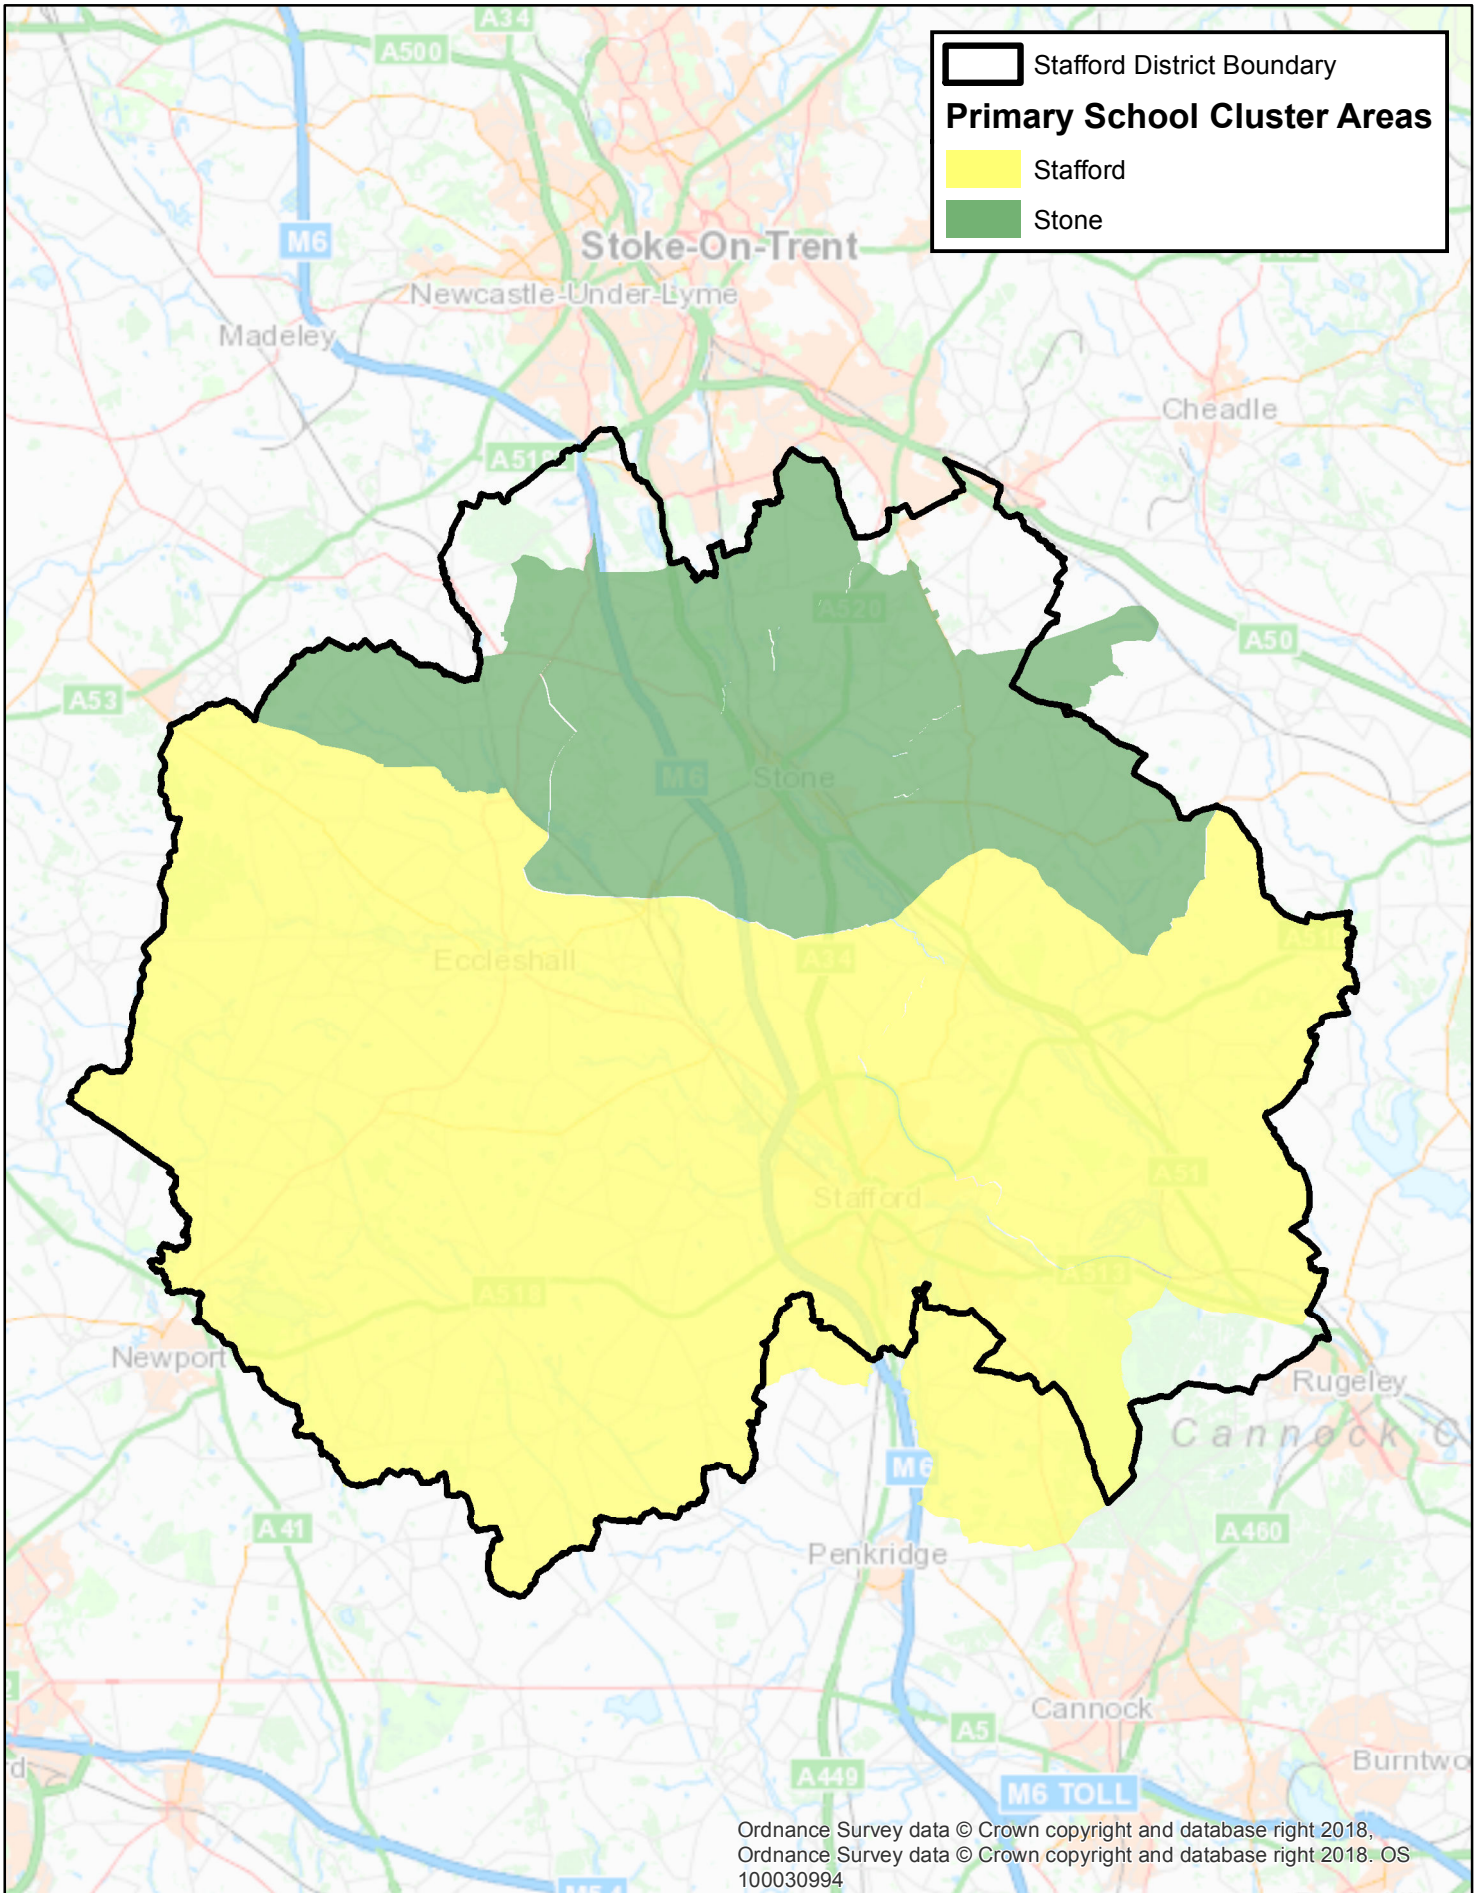 A34
A500
Stafford District Boundary
Primary School Cluster Areas
Stafford
Stone
M6
Stoke-On-Trent
Newcastle-Under-Lyme
Madeley
Cheadle
A520
A50
A53
M6
Stone
Eccleshall
A34
Stafford
A51
A513
A518
Newport
Rugeley
Cannock C
M6
A41
A460
Penkridge
Cannock
A5
Burntwo
A449
M6 TOLL
Ordnance Survey data © Crown copyright and database right 2018,
Ordnance Survey data © Crown copyright and database right 2018. OS
100030994
M54